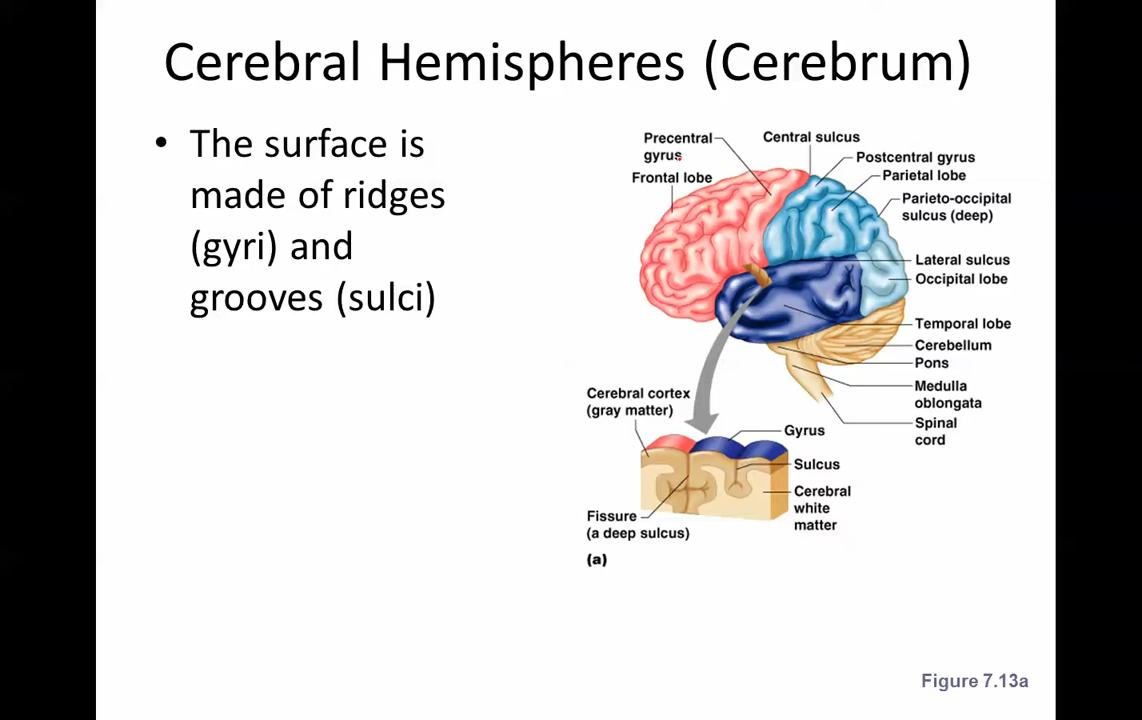 Cerebral Hemispheres (Cerebrum)
• The surface is
made of ridges
(gyri) and
grooves (sulci)
Precentral
gyrus
Frontal lobe
Central sulcus
Postcentral gyrus
Parietal lobe
Parieto-occipital
sulcus (deep)
Lateral sulcus
Occipital lobe
Temporal lobe
Cerebellum
Pons
Medulla
oblongata
Spinal
cord
Cerebral cortex
(gray matter)
Gyrus
Sulcus
Cerebral
white
matter
Fissure
(a deep sulcus)
(a)
Figure 7.13a